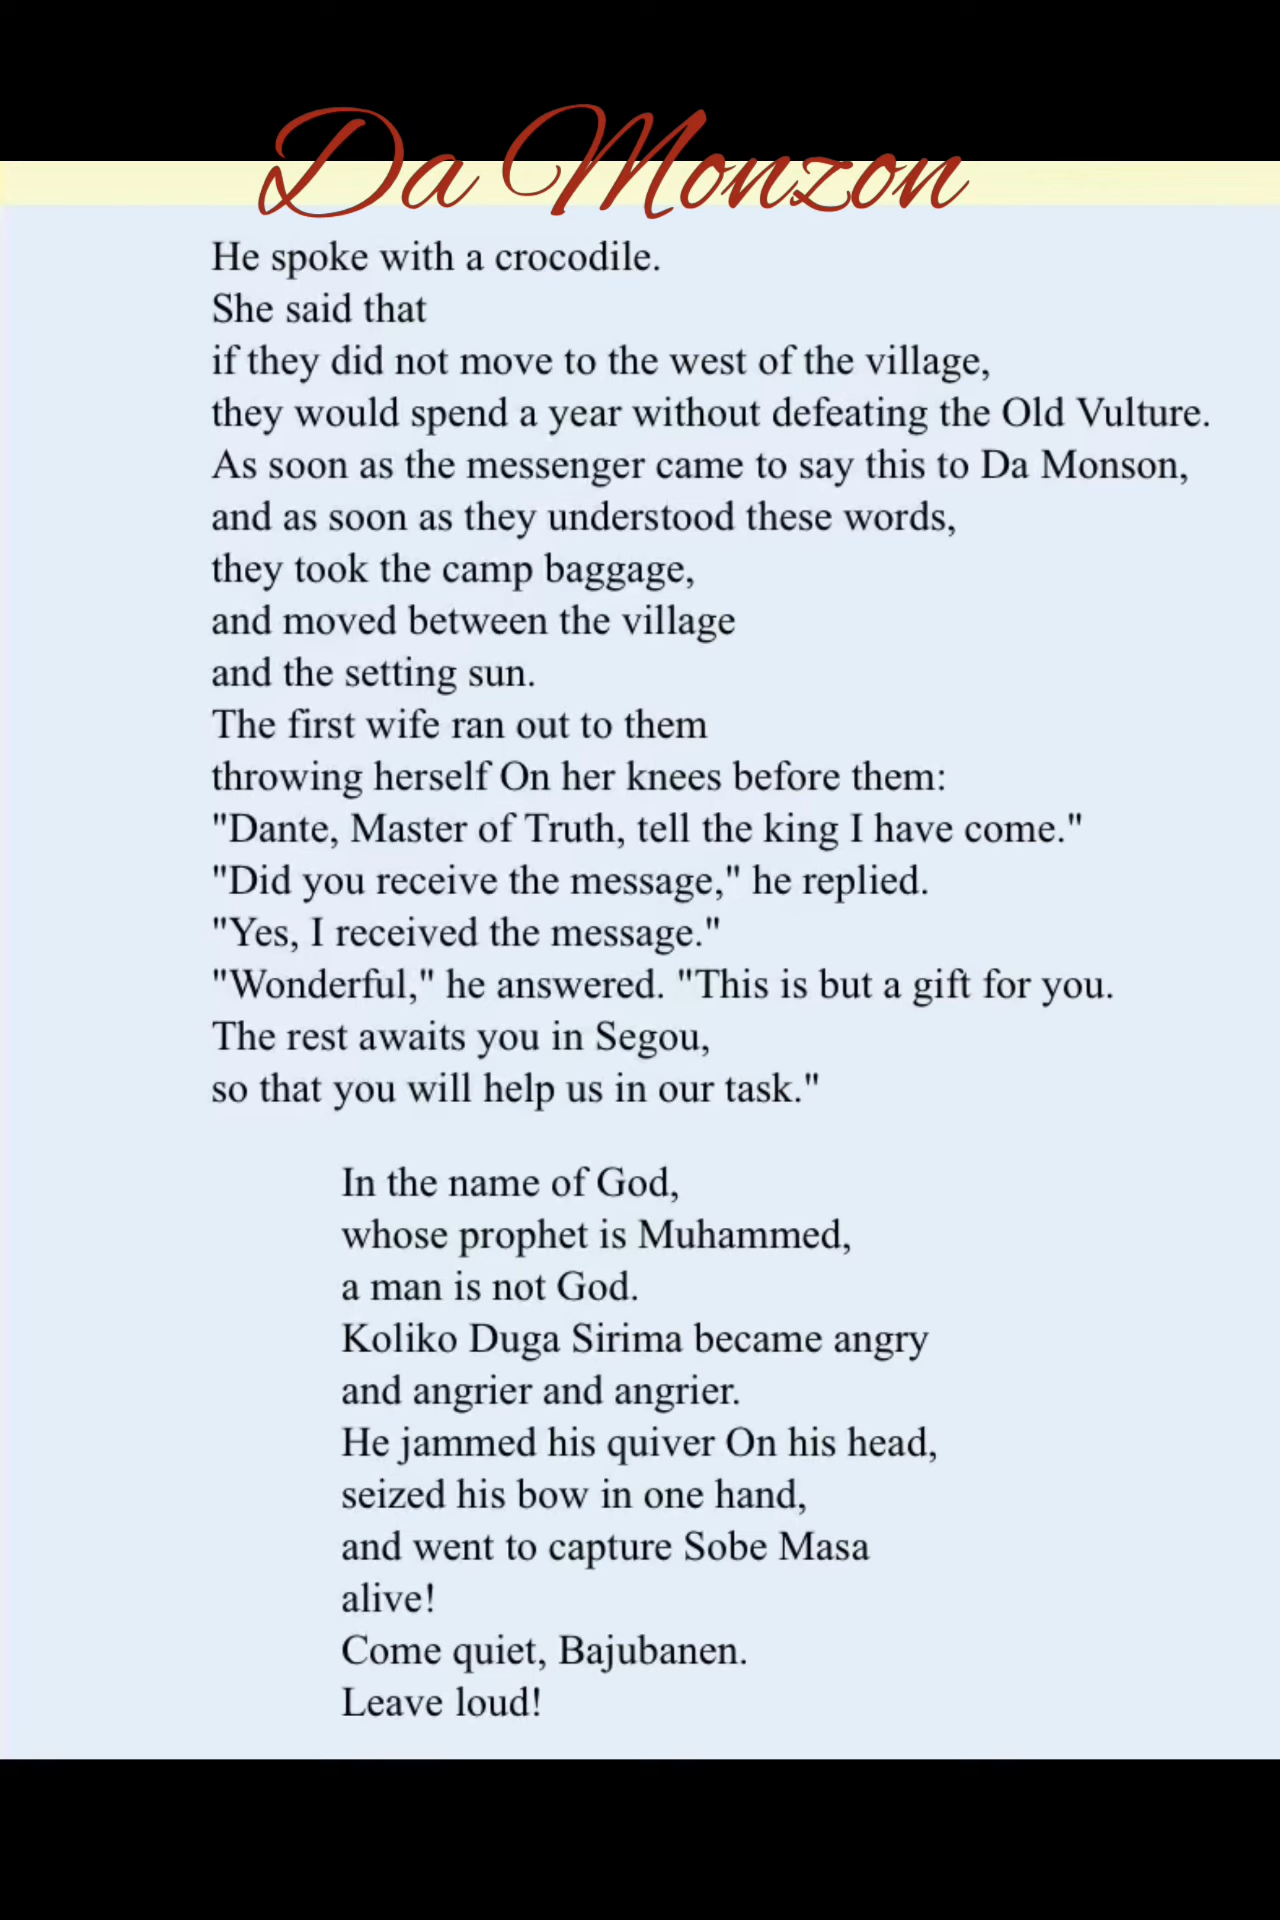 Da Monzon
He spoke with a crocodile.
She said that
if they did not move to the west of the village,
they would spend a year without defeating the Old Vulture.
As soon as the messenger came to say this to Da Monson,
and as soon as they understood these words,
they took the camp baggage,
and moved between the village
and the setting sun.
The first wife ran out to them
throwing herself On her knees before them:
"Dante, Master of Truth, tell the king I have come."
"Did you receive the message," he replied.
"Yes, I received the message."
"Wonderful," he answered. "This is but a gift for you.
The rest awaits you in Segou,
so that you will help us in our task."
In the name of God,
whose prophet is Muhammed,
a man is not God.
Koliko Duga Sirima became angry
and angrier and angrier.
He jammed his quiver On his head,
seized his bow in one hand,
and went to capture Sobe Masa
alive!
Come quiet, Bajubanen.
Leave loud!